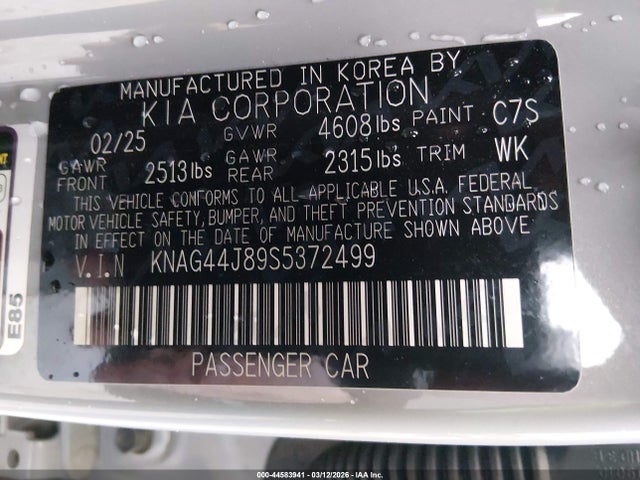 MANUFACTURED IN KOREA BY
KIA CORPORATION
02/25 GVWR 4608 lbs PAINT C7S
GAWR FRONT 2513 lbs GAWR REAR 2315 lbs TRIM WK
THIS VEHICLE CONFORMS TO ALL APPLICABLE U.S.A. FEDERAL
MOTOR VEHICLE SAFETY, BUMPER, AND THEFT PREVENTION STANDARDS
IN EFFECT ON THE DATE OF MANUFACTURE SHOWN ABOVE
V.I.N KNAG44J89S5372499
PASSENGER CAR
E85
000-44583941 | 03/12/2026 | IAA Inc.